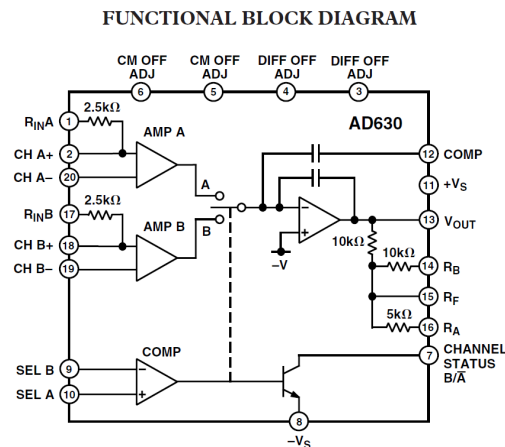 FUNCTIONAL BLOCK DIAGRAM
CM OFF ADJ
CM OFF ADJ
DIFF OFF ADJ
DIFF OFF ADJ
6
5
4
3
AD630
RINA
1
2.5kΩ
CH A+
2
CH A–
20
AMP A
A
RINB
17
2.5kΩ
CH B+
18
CH B–
19
AMP B
B
–
+
–V
12
COMP
11
+VS
13
VOUT
10kΩ
10kΩ
14
RB
15
RF
5kΩ
16
RA
SEL B
9
–
SEL A
10
+
COMP
7
CHANNEL
STATUS
B/A̅
8
–VS